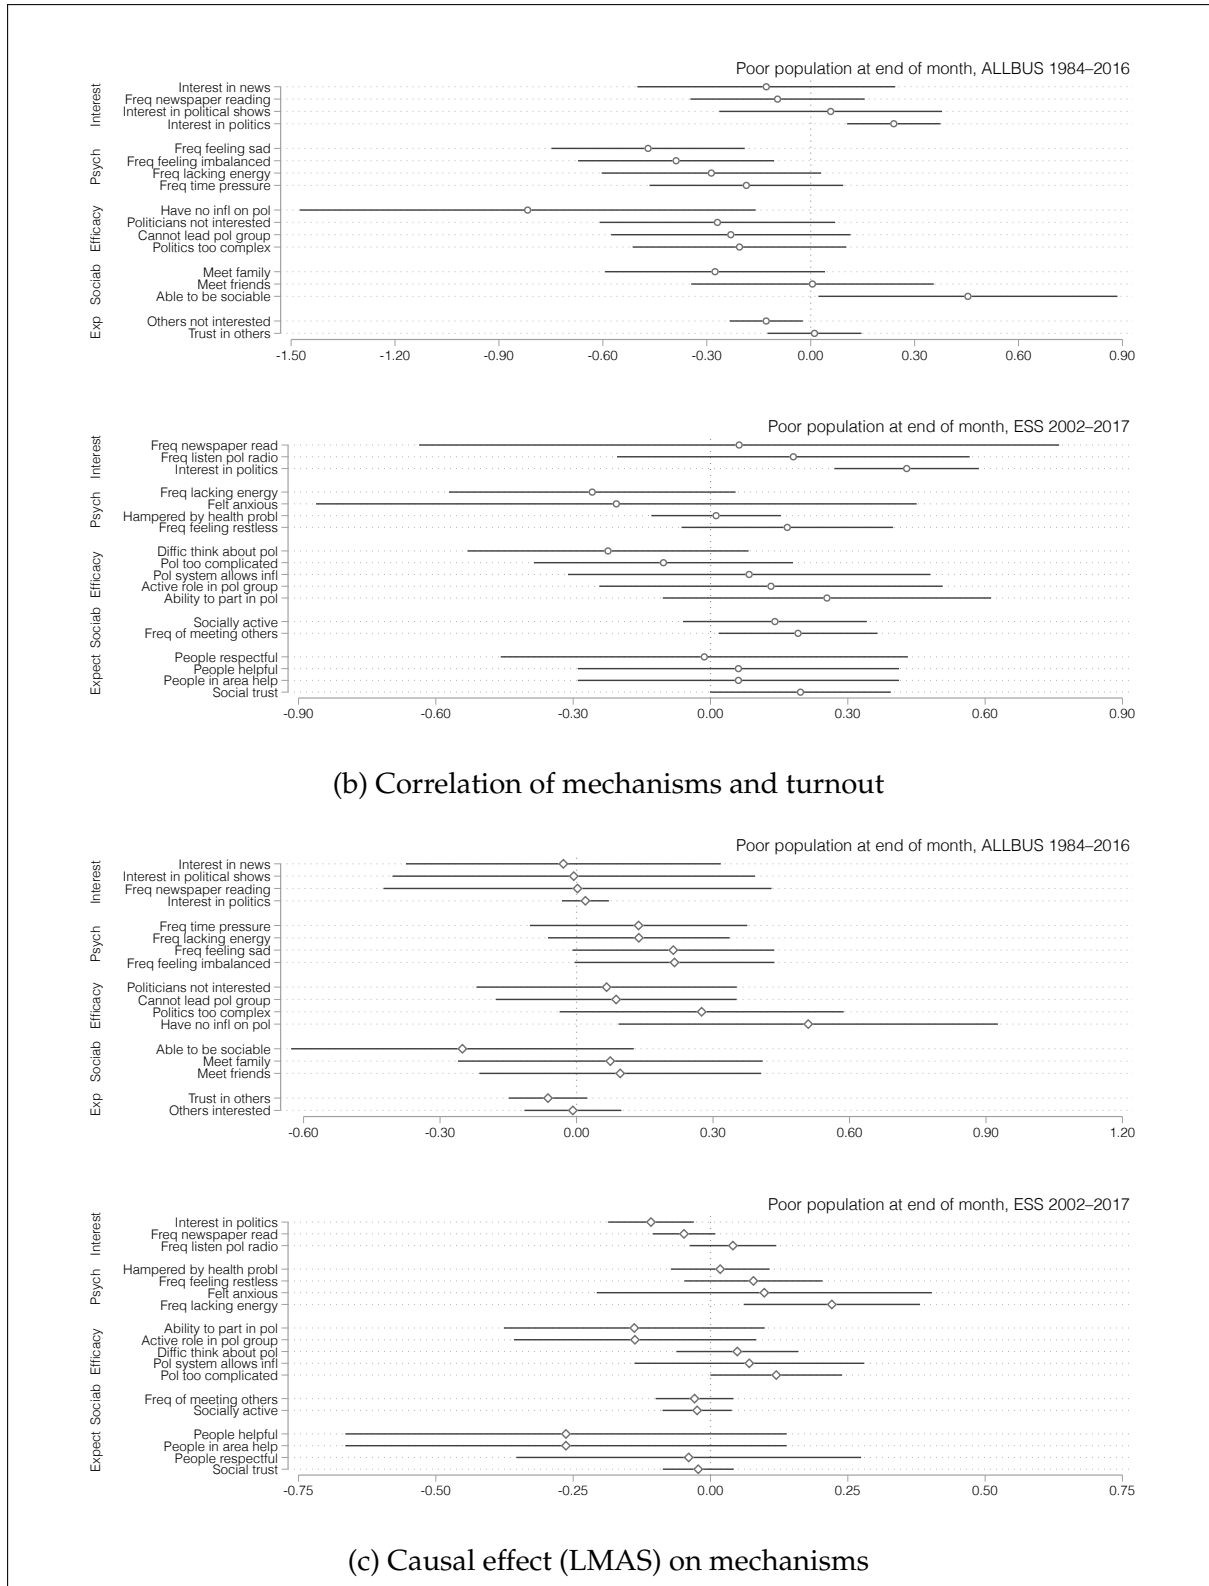 Poor population at end of month, ALLBUS 1984–2016
Interest
Interest in news
Freq newspaper reading
Interest in political shows
Interest in politics
Psych
Freq feeling sad
Freq feeling imbalanced
Freq lacking energy
Freq time pressure
Efficacy
Have no infl on pol
Politicians not interested
Cannot lead pol group
Politics too complex
Sociab
Meet family
Meet friends
Able to be sociable
Exp
Others not interested
Trust in others
-1.50 -1.20 -0.90 -0.60 -0.30 0.00 0.30 0.60 0.90
Poor population at end of month, ESS 2002–2017
Interest
Freq newspaper read
Freq listen pol radio
Interest in politics
Psych
Freq lacking energy
Felt anxious
Hampered by health probl
Freq feeling restless
Efficacy
Diffic think about pol
Pol too complicated
Pol system allows infl
Active role in pol group
Ability to part in pol
Sociab
Socially active
Freq of meeting others
Expect
People respectful
People helpful
People in area help
Social trust
-0.90 -0.60 -0.30 0.00 0.30 0.60 0.90
(b) Correlation of mechanisms and turnout
Poor population at end of month, ALLBUS 1984–2016
Interest
Interest in news
Interest in political shows
Freq newspaper reading
Interest in politics
Psych
Freq time pressure
Freq lacking energy
Freq feeling sad
Freq feeling imbalanced
Efficacy
Politicians not interested
Cannot lead pol group
Politics too complex
Have no infl on pol
Sociab
Able to be sociable
Meet family
Meet friends
Exp
Trust in others
Others interested
-0.60 -0.30 0.00 0.30 0.60 0.90 1.20
Poor population at end of month, ESS 2002–2017
Interest
Interest in politics
Freq newspaper read
Freq listen pol radio
Psych
Hampered by health probl
Freq feeling restless
Felt anxious
Freq lacking energy
Efficacy
Ability to part in pol
Active role in pol group
Diffic think about pol
Pol system allows infl
Pol too complicated
Sociab
Freq of meeting others
Socially active
Expect
People helpful
People in area help
People respectful
Social trust
-0.75 -0.50 -0.25 0.00 0.25 0.50 0.75
(c) Causal effect (LMAS) on mechanisms